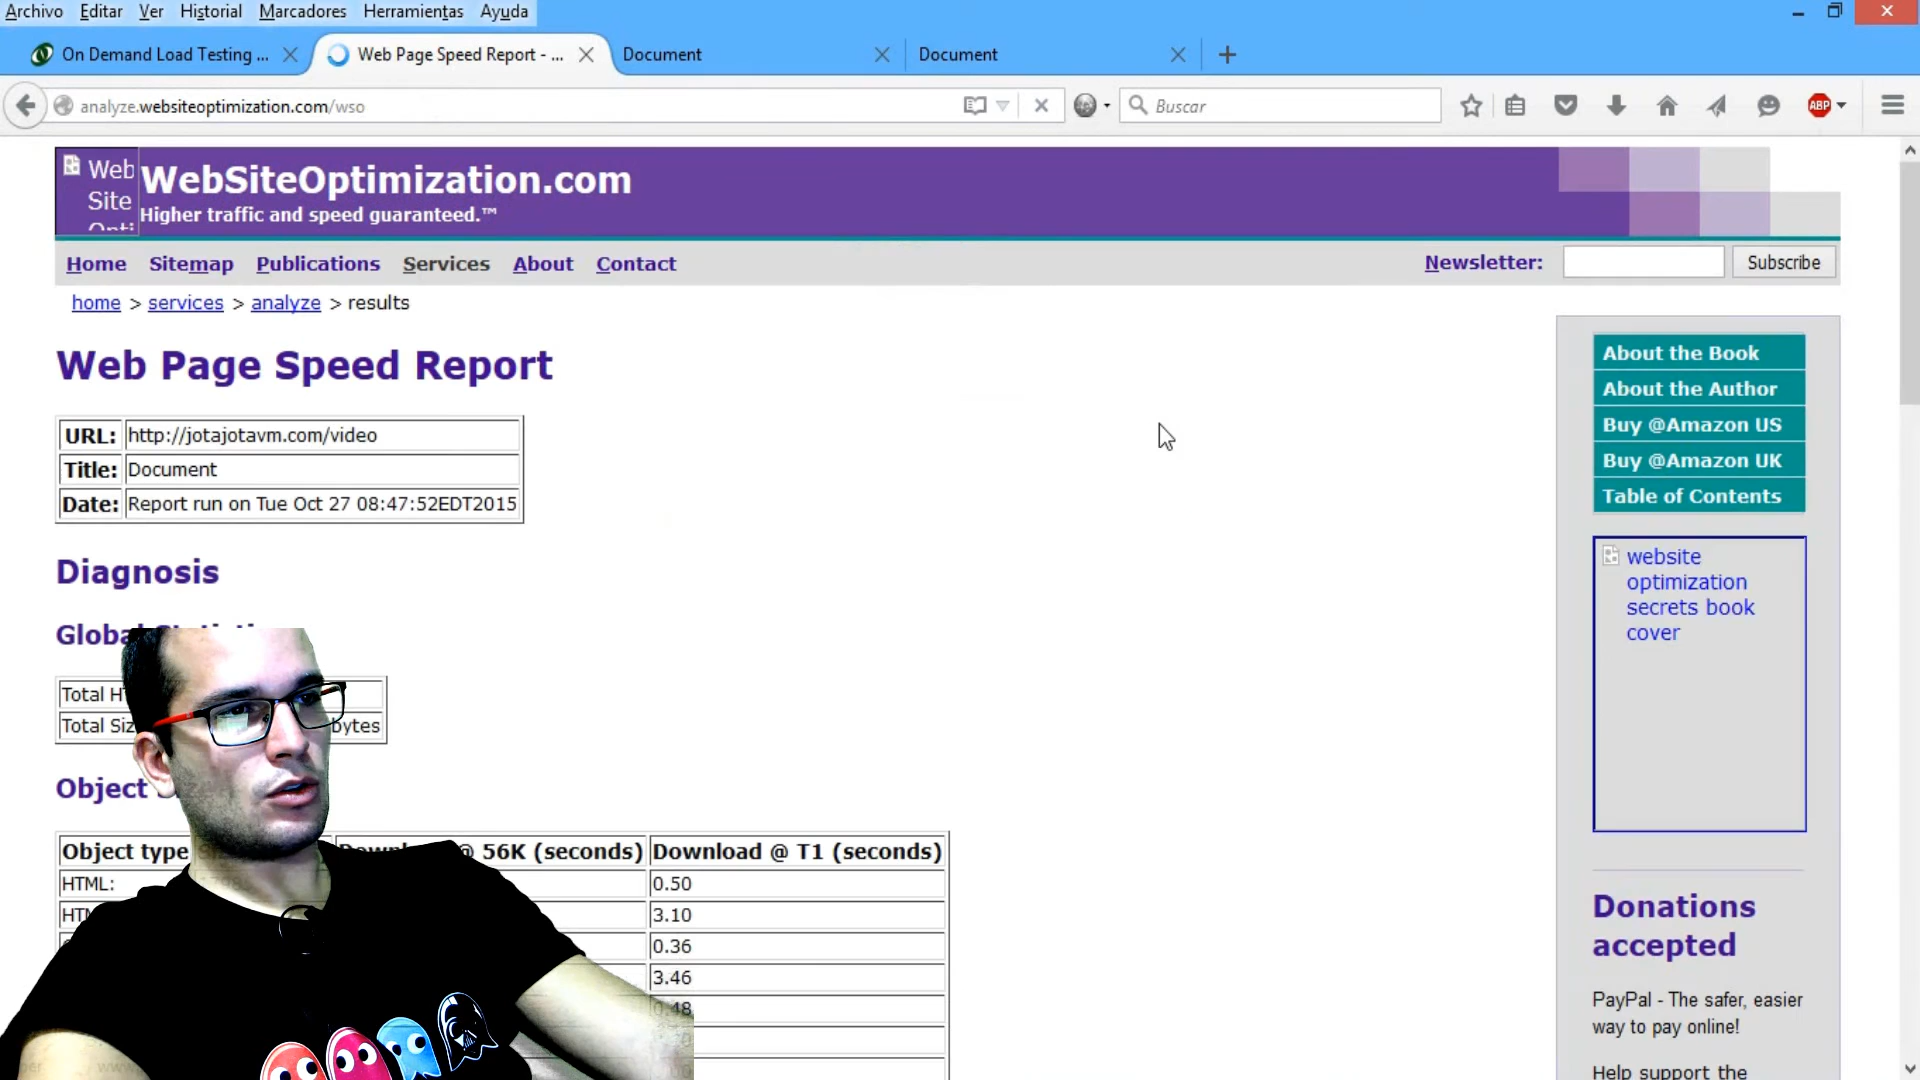 Archivo Editar Ver Historial Marcadores Herramientas Ayuda
On Demand Load Testing ... Web Page Speed Report - ... Document Document
analyze.websiteoptimization.com/wso Buscar ABP
Web Site
WebSiteOptimization.com
Higher traffic and speed guaranteed.™
Home Sitemap Publications Services About Contact Newsletter: Subscribe
home > services > analyze > results
Web Page Speed Report
URL: http://jotajotavm.com/video
Title: Document
Date: Report run on Tue Oct 27 08:47:52EDT2015
About the Book
About the Author
Buy @Amazon US
Buy @Amazon UK
Table of Contents
website
optimization
secrets book
cover
Diagnosis
Global
Total
Total bytes
Object
Object type @ 56K (seconds) Download @ T1 (seconds)
HTML: 0.50
3.10
0.36
3.46
0.48
Donations
accepted
PayPal - The safer, easier
way to pay online!
Help support the